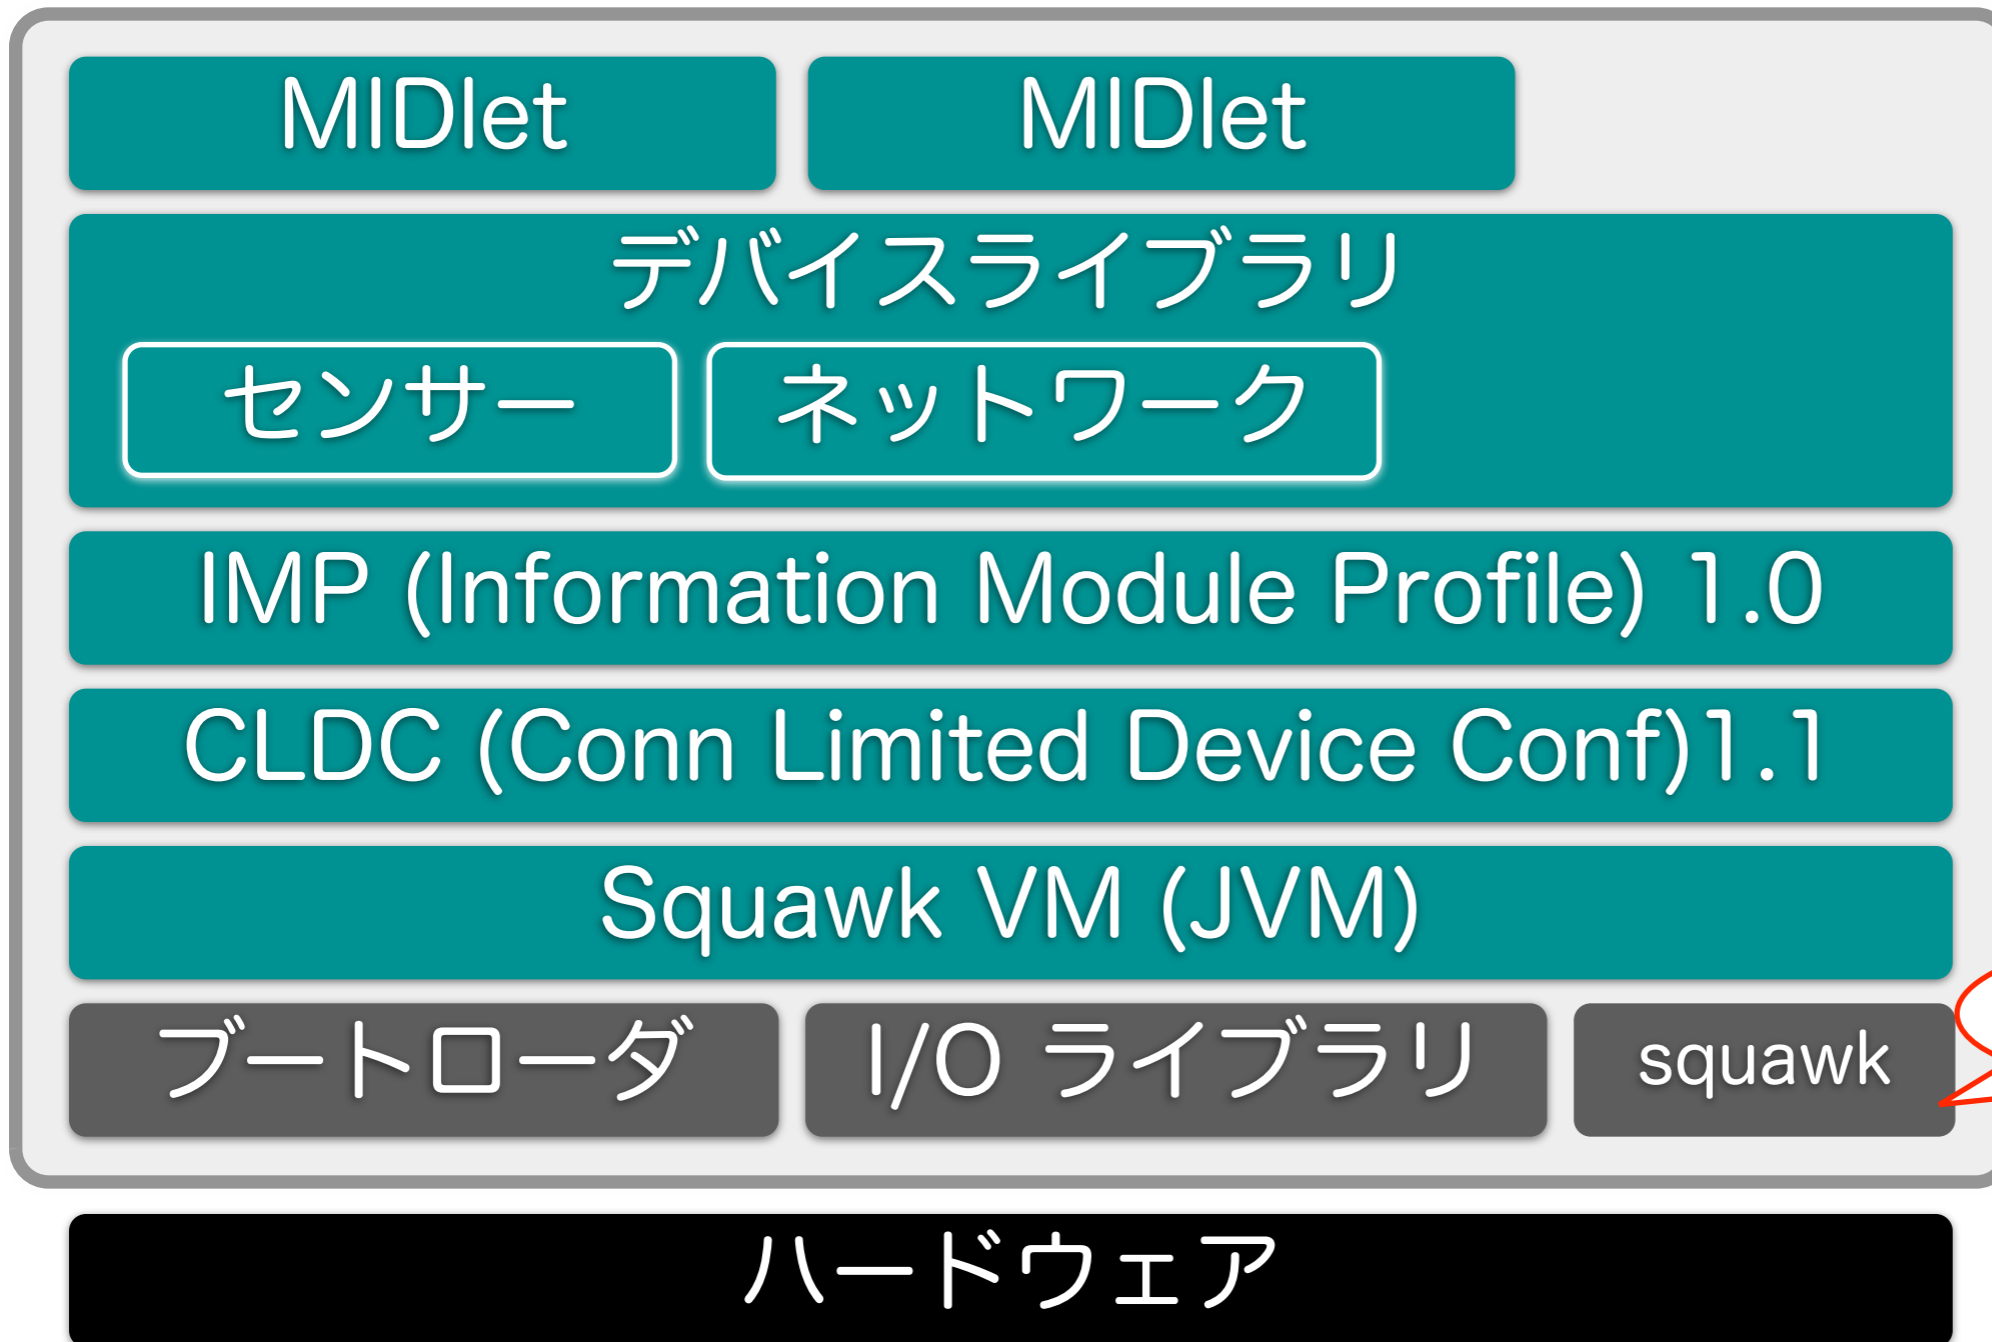 MIDlet MIDlet
デバイスライブラリ
センサー ネットワーク
IMP (Information Module Profile) 1.0
CLDC (Conn Limited Device Conf)1.1
Squawk VM (JVM)
ブートローダ I/O ライブラリ squawk
ハードウェア